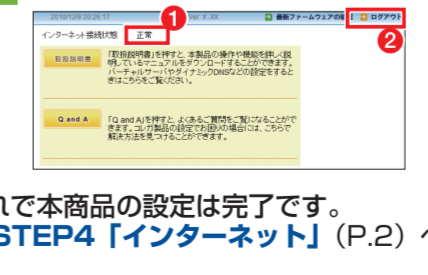 2010/12/9 20:26:17 Ver: X.XX 最新ファームウェアの確 ログアウト
1
インターネット接続状態 正常
2
取扱説明書
「取扱説明書」を押すと、本製品の操作や機能を詳しく説
明しているマニュアルをダウンロードすることができます。
バーチャルサーバやダイナミックDNSなどの設定をすると
きはこちらをご覧ください。
Q and A
「Q and A」を押すと、よくあるご質問をご覧になることがで
きます。コレガ製品の設定でお困りの場合には、こちらで
解決方法を見つけることができます。
れで本商品の設定は完了です。
STEP4「インターネット」（P.2）へ